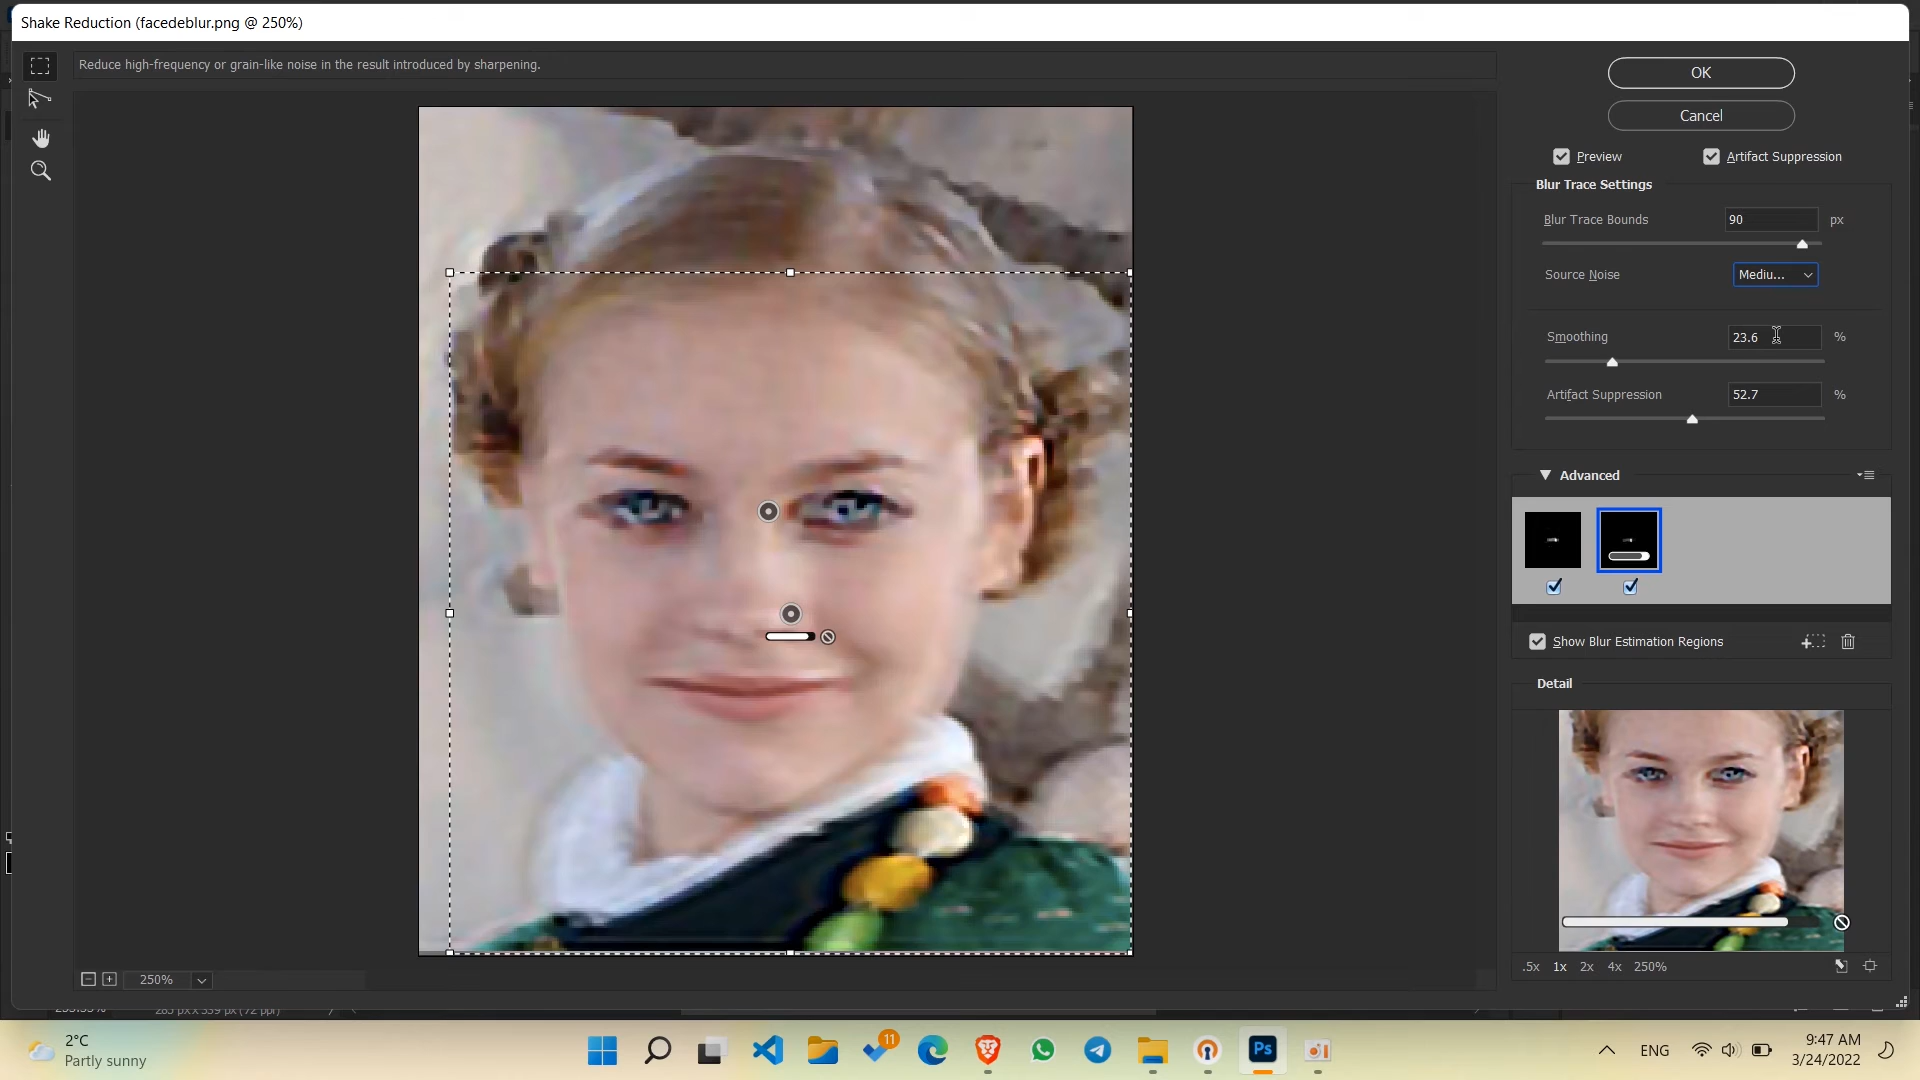 Shake Reduction (facedeblur.png @ 250%)
Reduce high-frequency or grain-like noise in the result introduced by sharpening.
OK
Cancel
Preview
Artifact Suppression
Blur Trace Settings
Blur Trace Bounds 90 px
Source Noise Mediu...
Smoothing 23.6 %
Artifact Suppression 52.7 %
Advanced
Show Blur Estimation Regions
Detail
.5x 1x 2x 4x 250%
250%
2°C
Partly sunny
11
Ps
ENG
9:47 AM
3/24/2022